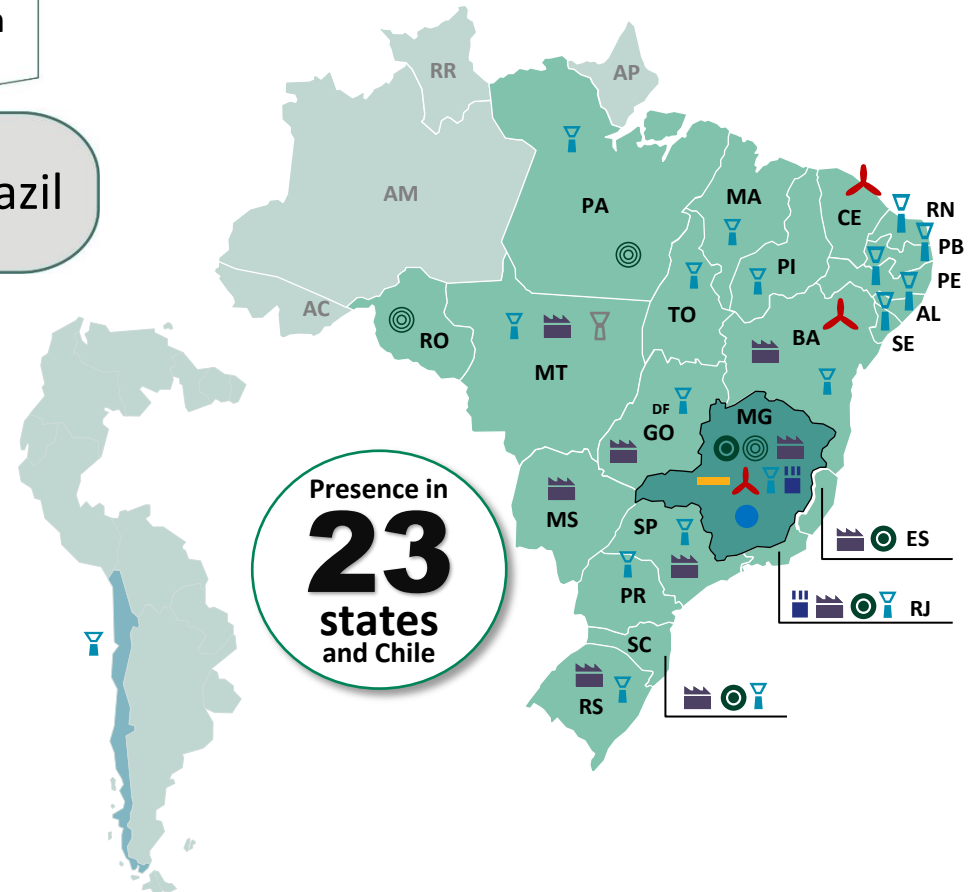 azil
RR
AP
AM
PA
MA
CE
RN
PB
PE
AL
SE
PI
TO
BA
AC
RO
MT
DF
GO
MG
MS
SP
PR
SC
RS
ES
RJ
Presence in
23
states
and Chile